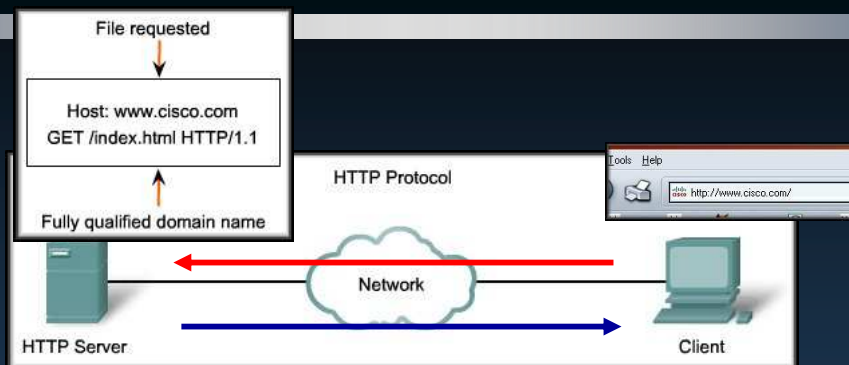 File requested
Host: www.cisco.com
GET /index.html HTTP/1.1
Fully qualified domain name
HTTP Protocol
Tools Help
http://www.cisco.com/
Network
HTTP Server
Client